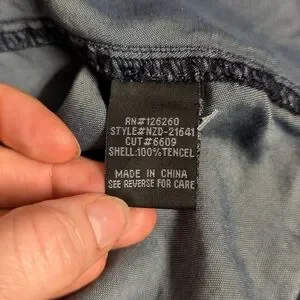 RN#126260
STYLE#NZD-21641
CUT#6609
SHELL:100%TENCEL
MADE IN CHINA
SEE REVERSE FOR CARE